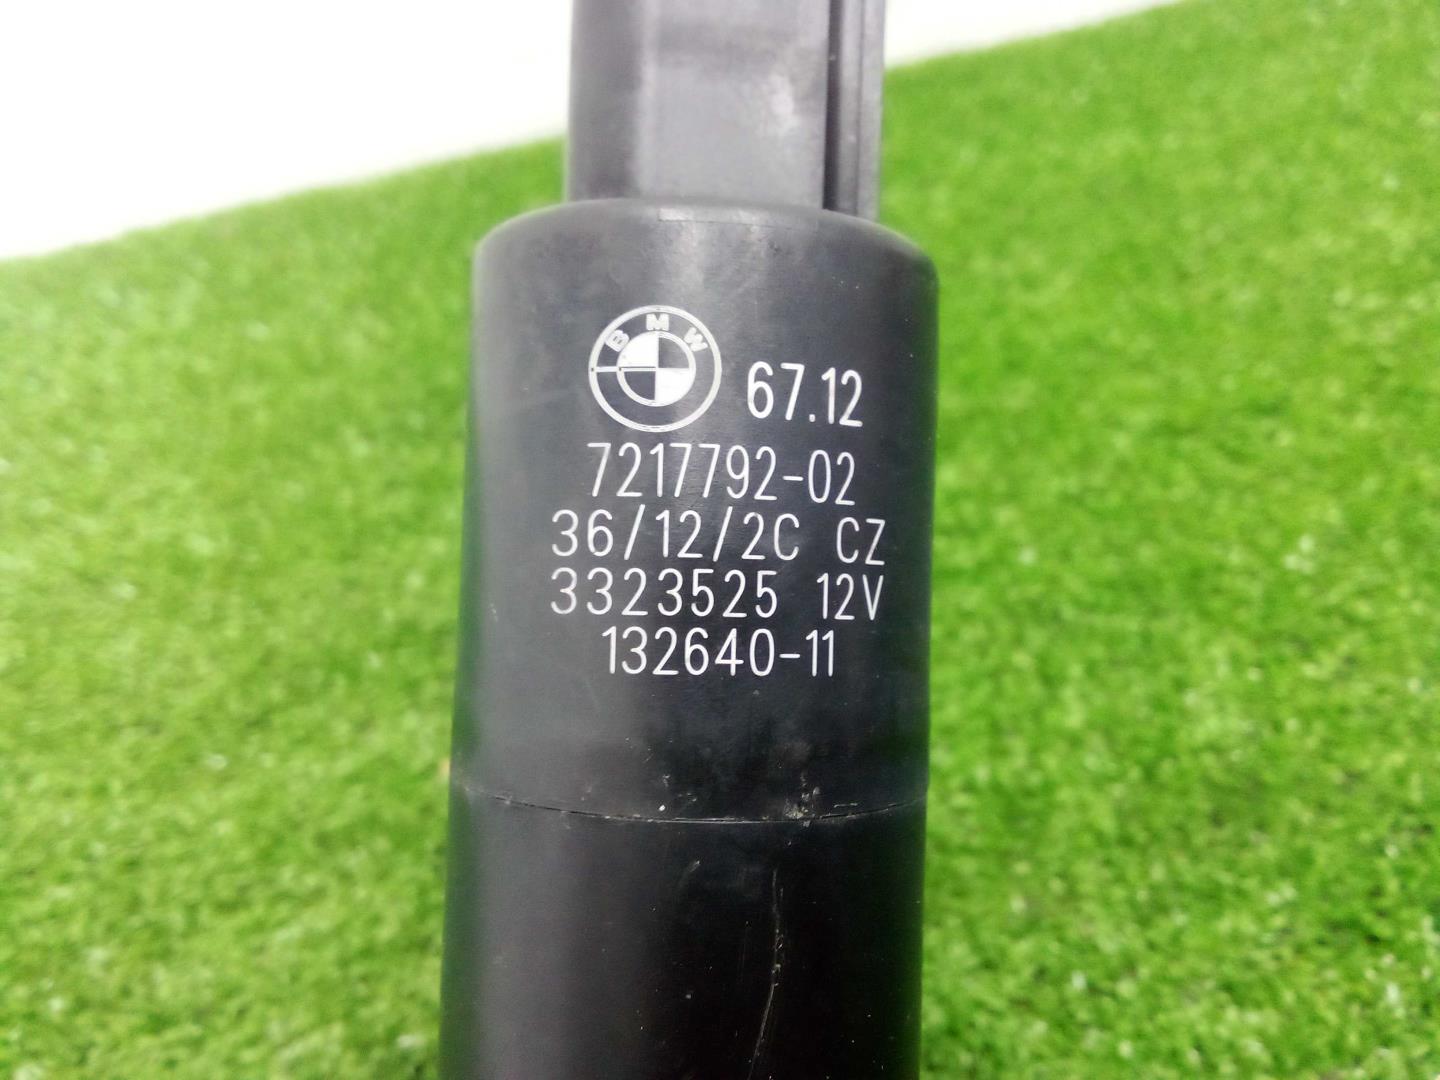 BMW 67.12
7217792-02
36/12/2C CZ
3323525 12V
132640-11